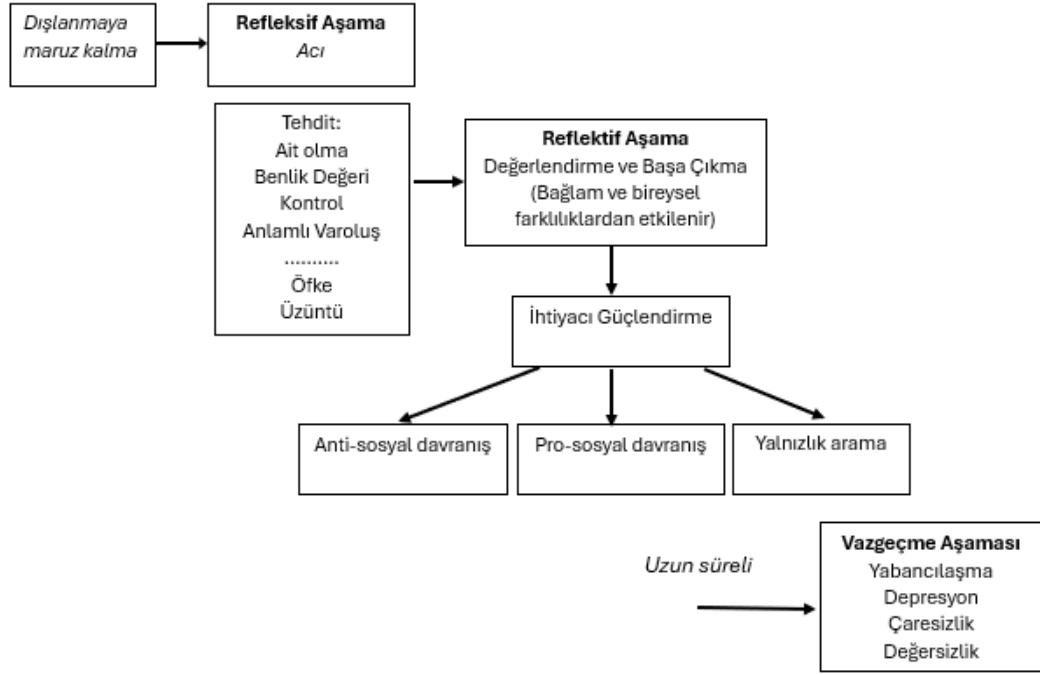 Dışlanmaya
maruz kalma
Refleksif Aşama
Acı
Tehdit:
Ait olma
Benlik Değeri
Kontrol
Anlamlı Varoluş
..........
Öfke
Üzüntü
Reflektif Aşama
Değerlendirme ve Başa Çıkma
(Bağlam ve bireysel
farklılıklardan etkilenir)
İhtiyacı Güçlendirme
Anti-sosyal davranış
Pro-sosyal davranış
Yalnızlık arama
Uzun süreli
Vazgeçme Aşaması
Yabancılaşma
Depresyon
Çaresizlik
Değersizlik